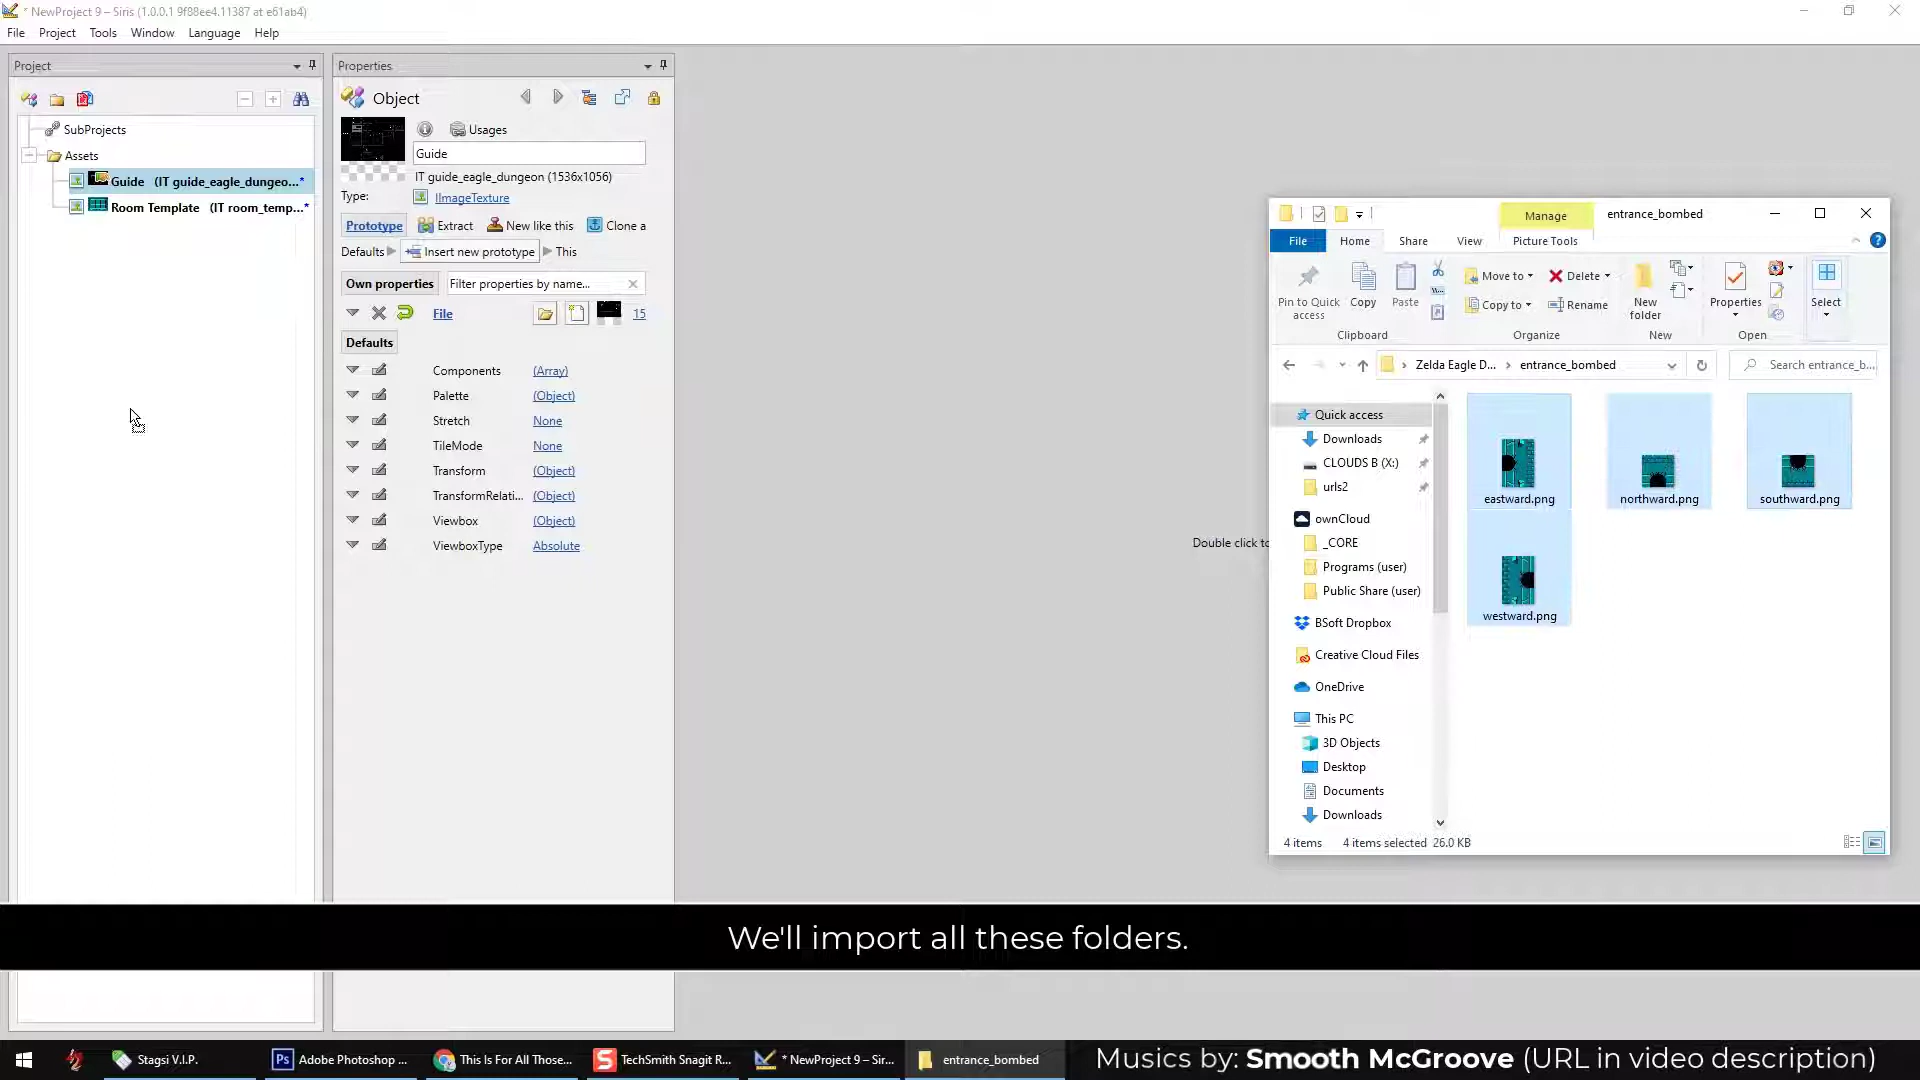 * NewProject 9 – Siris (1.0.0.1 9f88ee4.11387 at e61ab4)
File Project Tools Window Language Help
Project
SubProjects
Assets
Guide (IT guide_eagle_dungeo...*
Room Template (IT room_temp...*
Properties
Object
Usages
Guide
IT guide_eagle_dungeon (1536x1056)
Type: IImageTexture
Prototype Extract New like this Clone a
Defaults Insert new prototype This
Own properties Filter properties by name...
File 15
Defaults
Components (Array)
Palette (Object)
Stretch None
TileMode None
Transform (Object)
TransformRelati... (Object)
Viewbox (Object)
ViewboxType Absolute
Double click to
Manage entrance_bombed
File Home Share View Picture Tools
Pin to Quick access Copy Paste Move to Copy to Delete Rename New folder Properties Select
Clipboard Organize New Open
Zelda Eagle D... entrance_bombed Search entrance_b...
Quick access
Downloads
CLOUDS B (X:)
urls2
ownCloud
_CORE
Programs (user)
Public Share (user)
BSoft Dropbox
Creative Cloud Files
OneDrive
This PC
3D Objects
Desktop
Documents
Downloads
eastward.png northward.png southward.png
westward.png
4 items 4 items selected 26.0 KB
We'll import all these folders.
Stagsi V.I.P. Ps Adobe Photoshop ... This Is For All Those... S TechSmith Snagit R... * NewProject 9 – Sir... entrance_bombed
Musics by: Smooth McGroove (URL in video description)